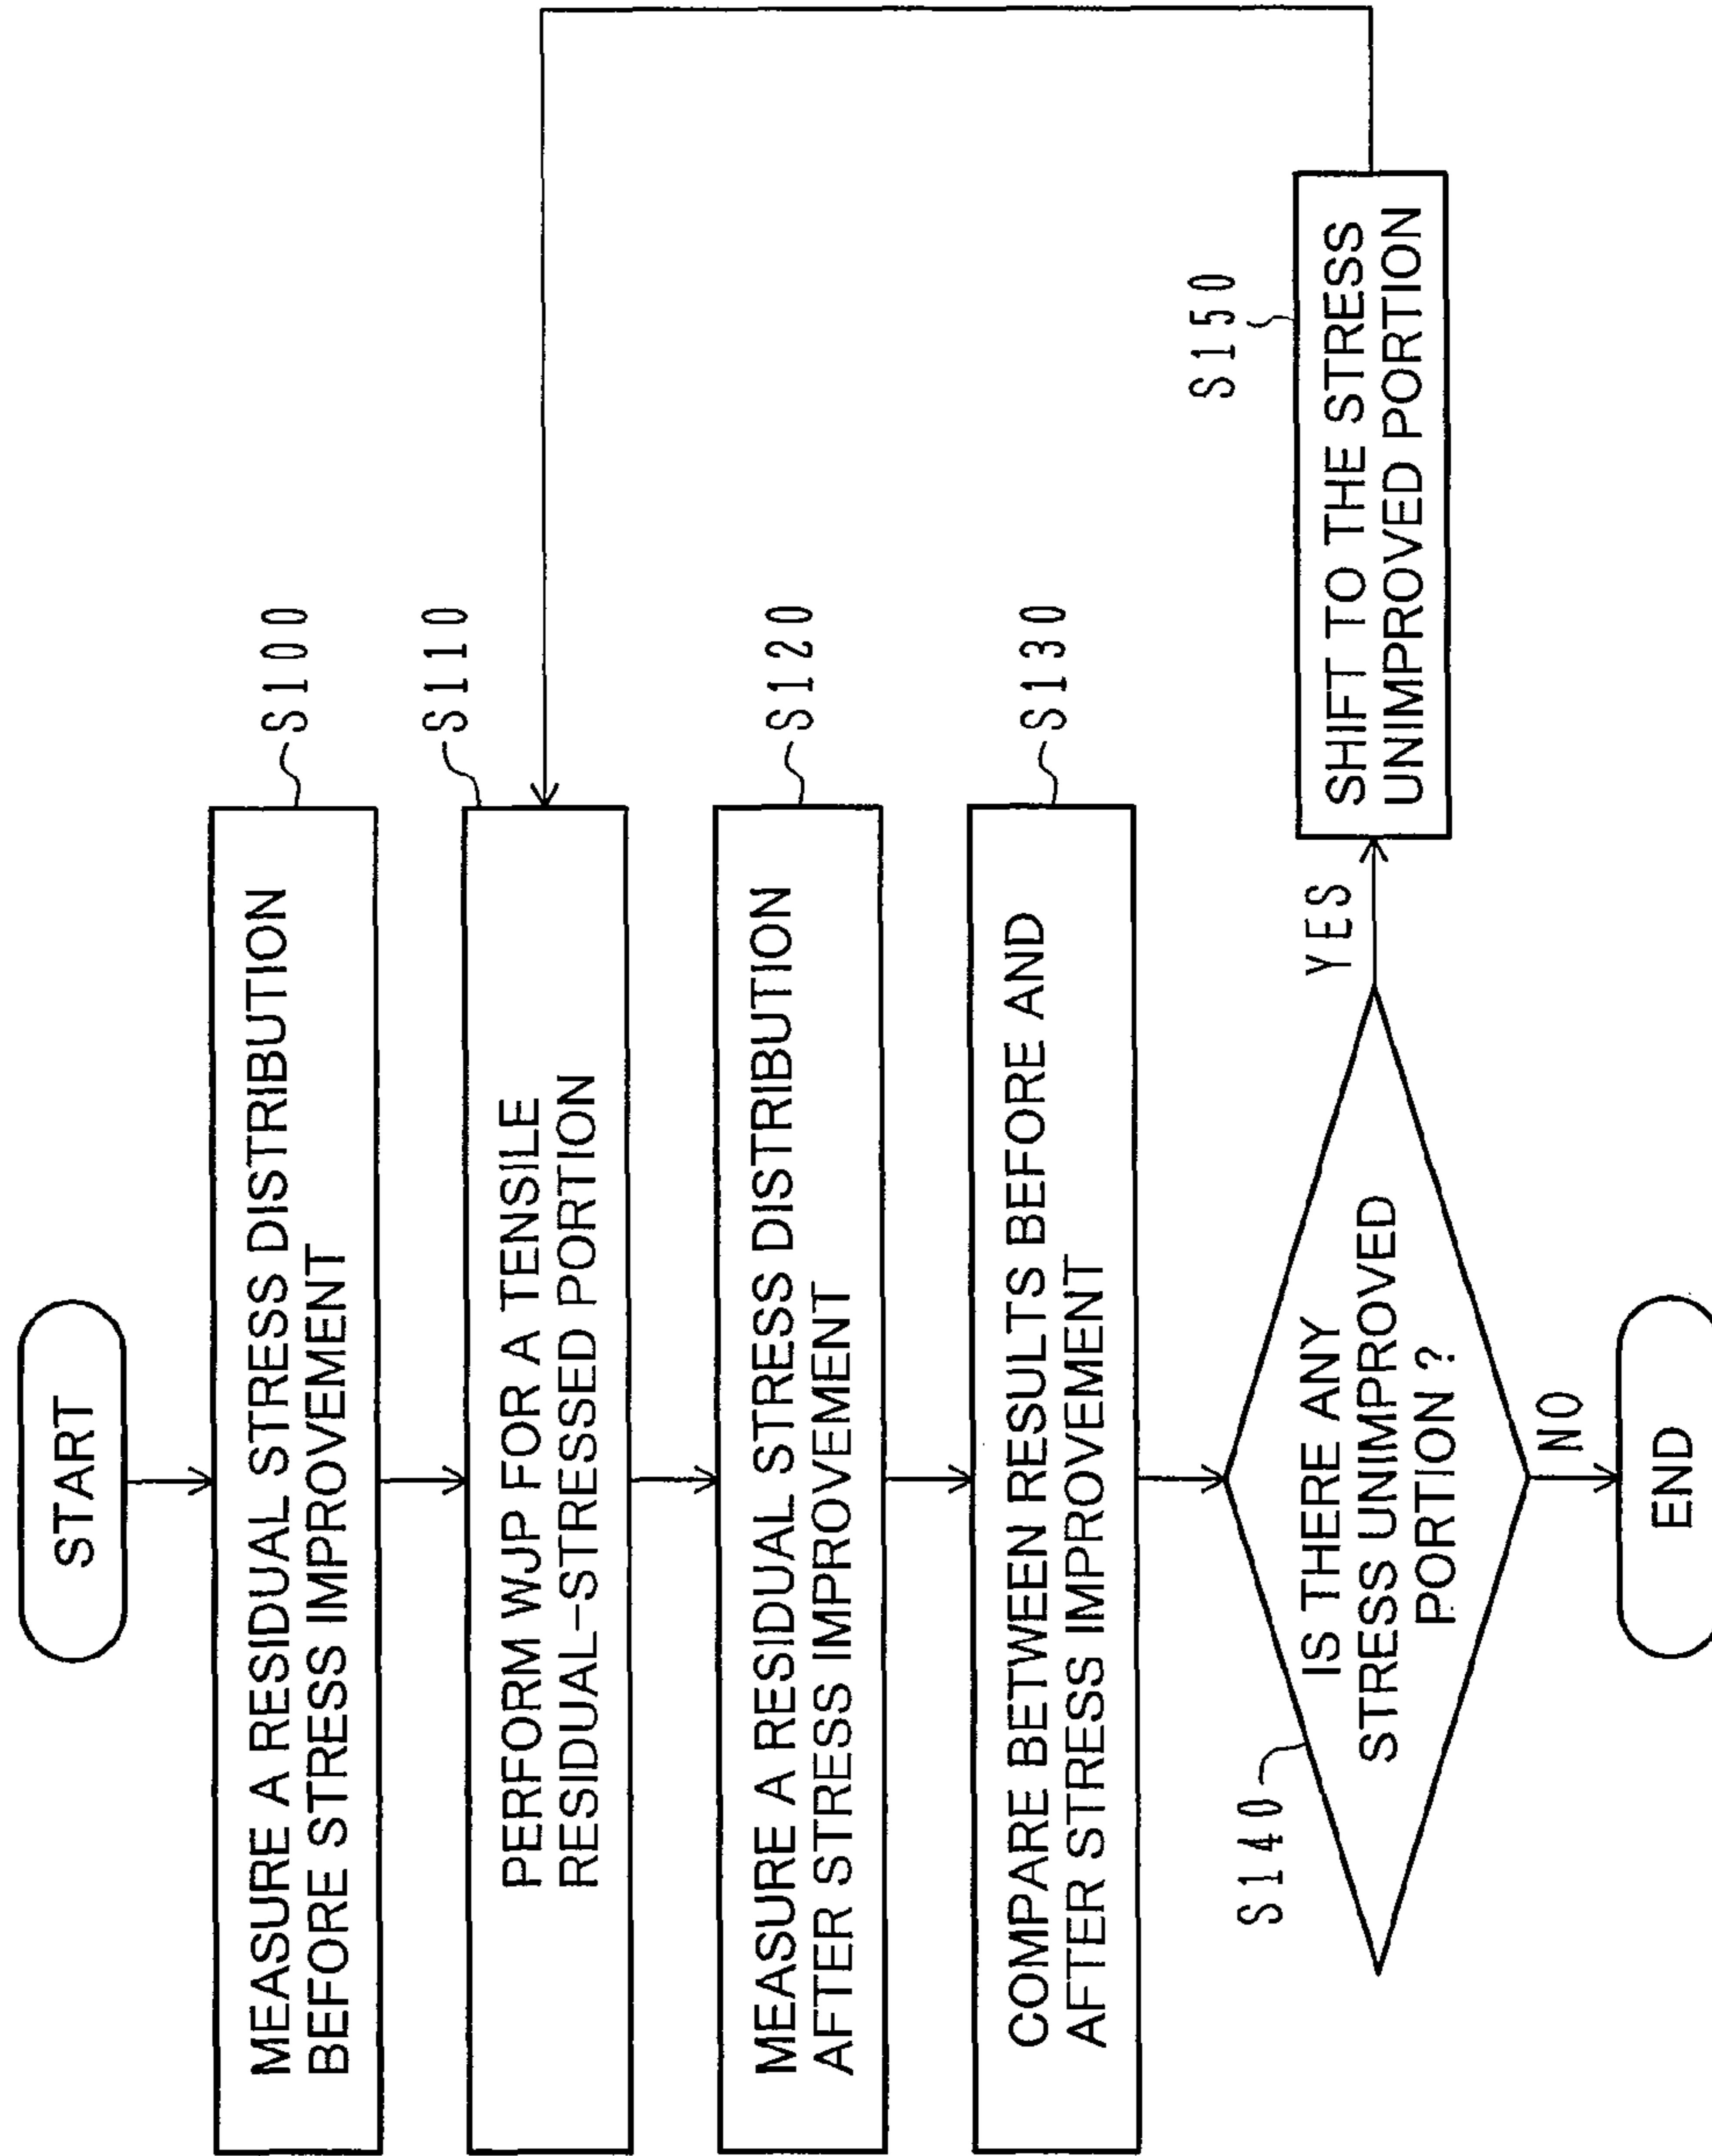 START
MEASURE A RESIDUAL STRESS DISTRIBUTION
BEFORE STRESS IMPROVEMENT
S100
PERFORM WJP FOR A TENSILE
RESIDUAL-STRESSED PORTION
S110
MEASURE A RESIDUAL STRESS DISTRIBUTION
AFTER STRESS IMPROVEMENT
S120
COMPARE BETWEEN RESULTS BEFORE AND
AFTER STRESS IMPROVEMENT
S130
S140
IS THERE ANY
STRESS UNIMPROVED
PORTION ?
YES
S150
SHIFT TO THE STRESS
UNIMPROVED PORTION
NO
END